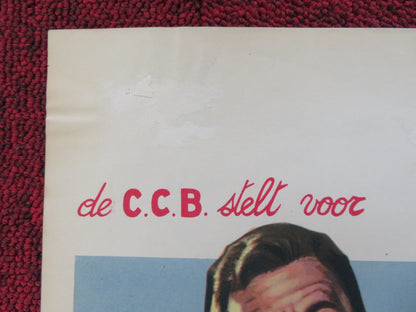 de C.C.B. stelt voor